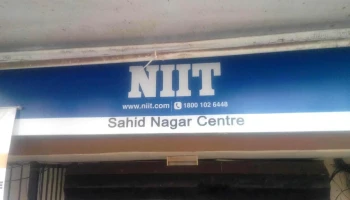 NIIT
www.niit.com 1800 102 6448
Sahid Nagar Centre